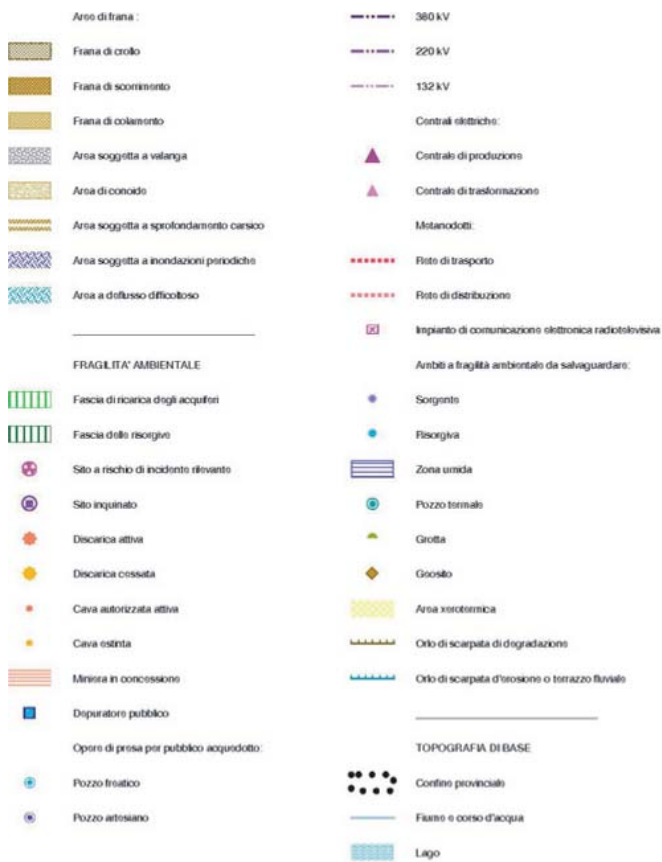 Aree di frana :
Frana di crollo
Frana di scorrimento
Frana di colamento
Area soggetta a valanga
Area di conoide
Area soggetta a sprofondamento carsico
Area soggetta a inondazioni periodiche
Area a deflusso difficoltoso
FRAGILITA' AMBIENTALE
Fascia di ricarica degli acquiferi
Fascia delle risorgive
Sito a rischio di incidente rilevante
Sito inquinato
Discarica attiva
Discarica cessata
Cava autorizzata attiva
Cava estinta
Miniera in concessione
Depuratore pubblico
Opere di presa per pubblico acquedotto:
Pozzo freatico
Pozzo artesiano
380 kV
220 kV
132 kV
Centrali elettriche:
Centrale di produzione
Centrale di trasformazione
Metanodotti:
Rete di trasporto
Rete di distribuzione
Impianto di comunicazione elettronica radiotelevisiva
Ambiti a fragilità ambientale da salvaguardare:
Sorgente
Risorgiva
Zona umida
Pozzo termale
Grotta
Geosito
Area xerotermica
Orlo di scarpata di degradazione
Orlo di scarpata d'erosione o terrazzo fluviale
TOPOGRAFIA DI BASE
Confine provinciale
Fiume e corso d'acqua
Lago